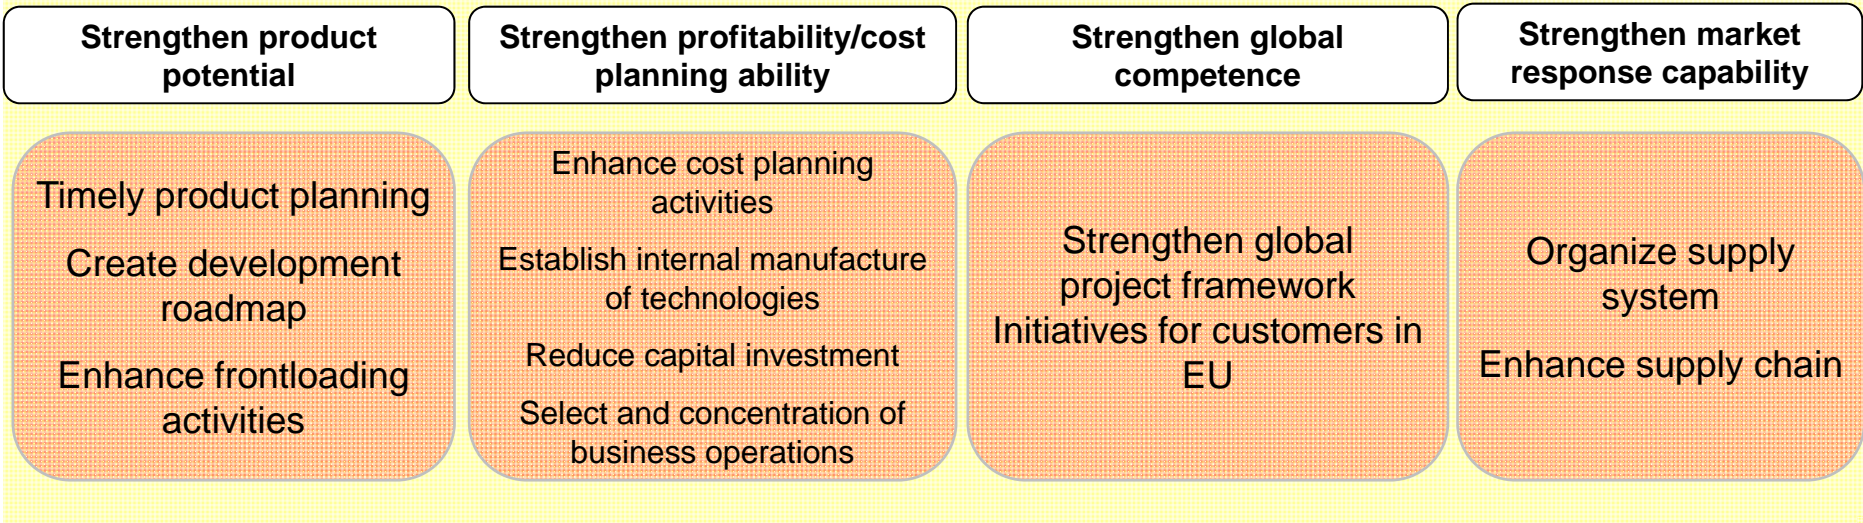 Strengthen product
potential
Strengthen profitability/cost
planning ability
Strengthen global
competence
Strengthen market
response capability
Timely product planning
Create development
roadmap
Enhance frontloading
activities
Enhance cost planning
activities
Establish internal manufacture
of technologies
Reduce capital investment
Select and concentration of
business operations
Strengthen global
project framework
Initiatives for customers in
EU
Organize supply
system
Enhance supply chain